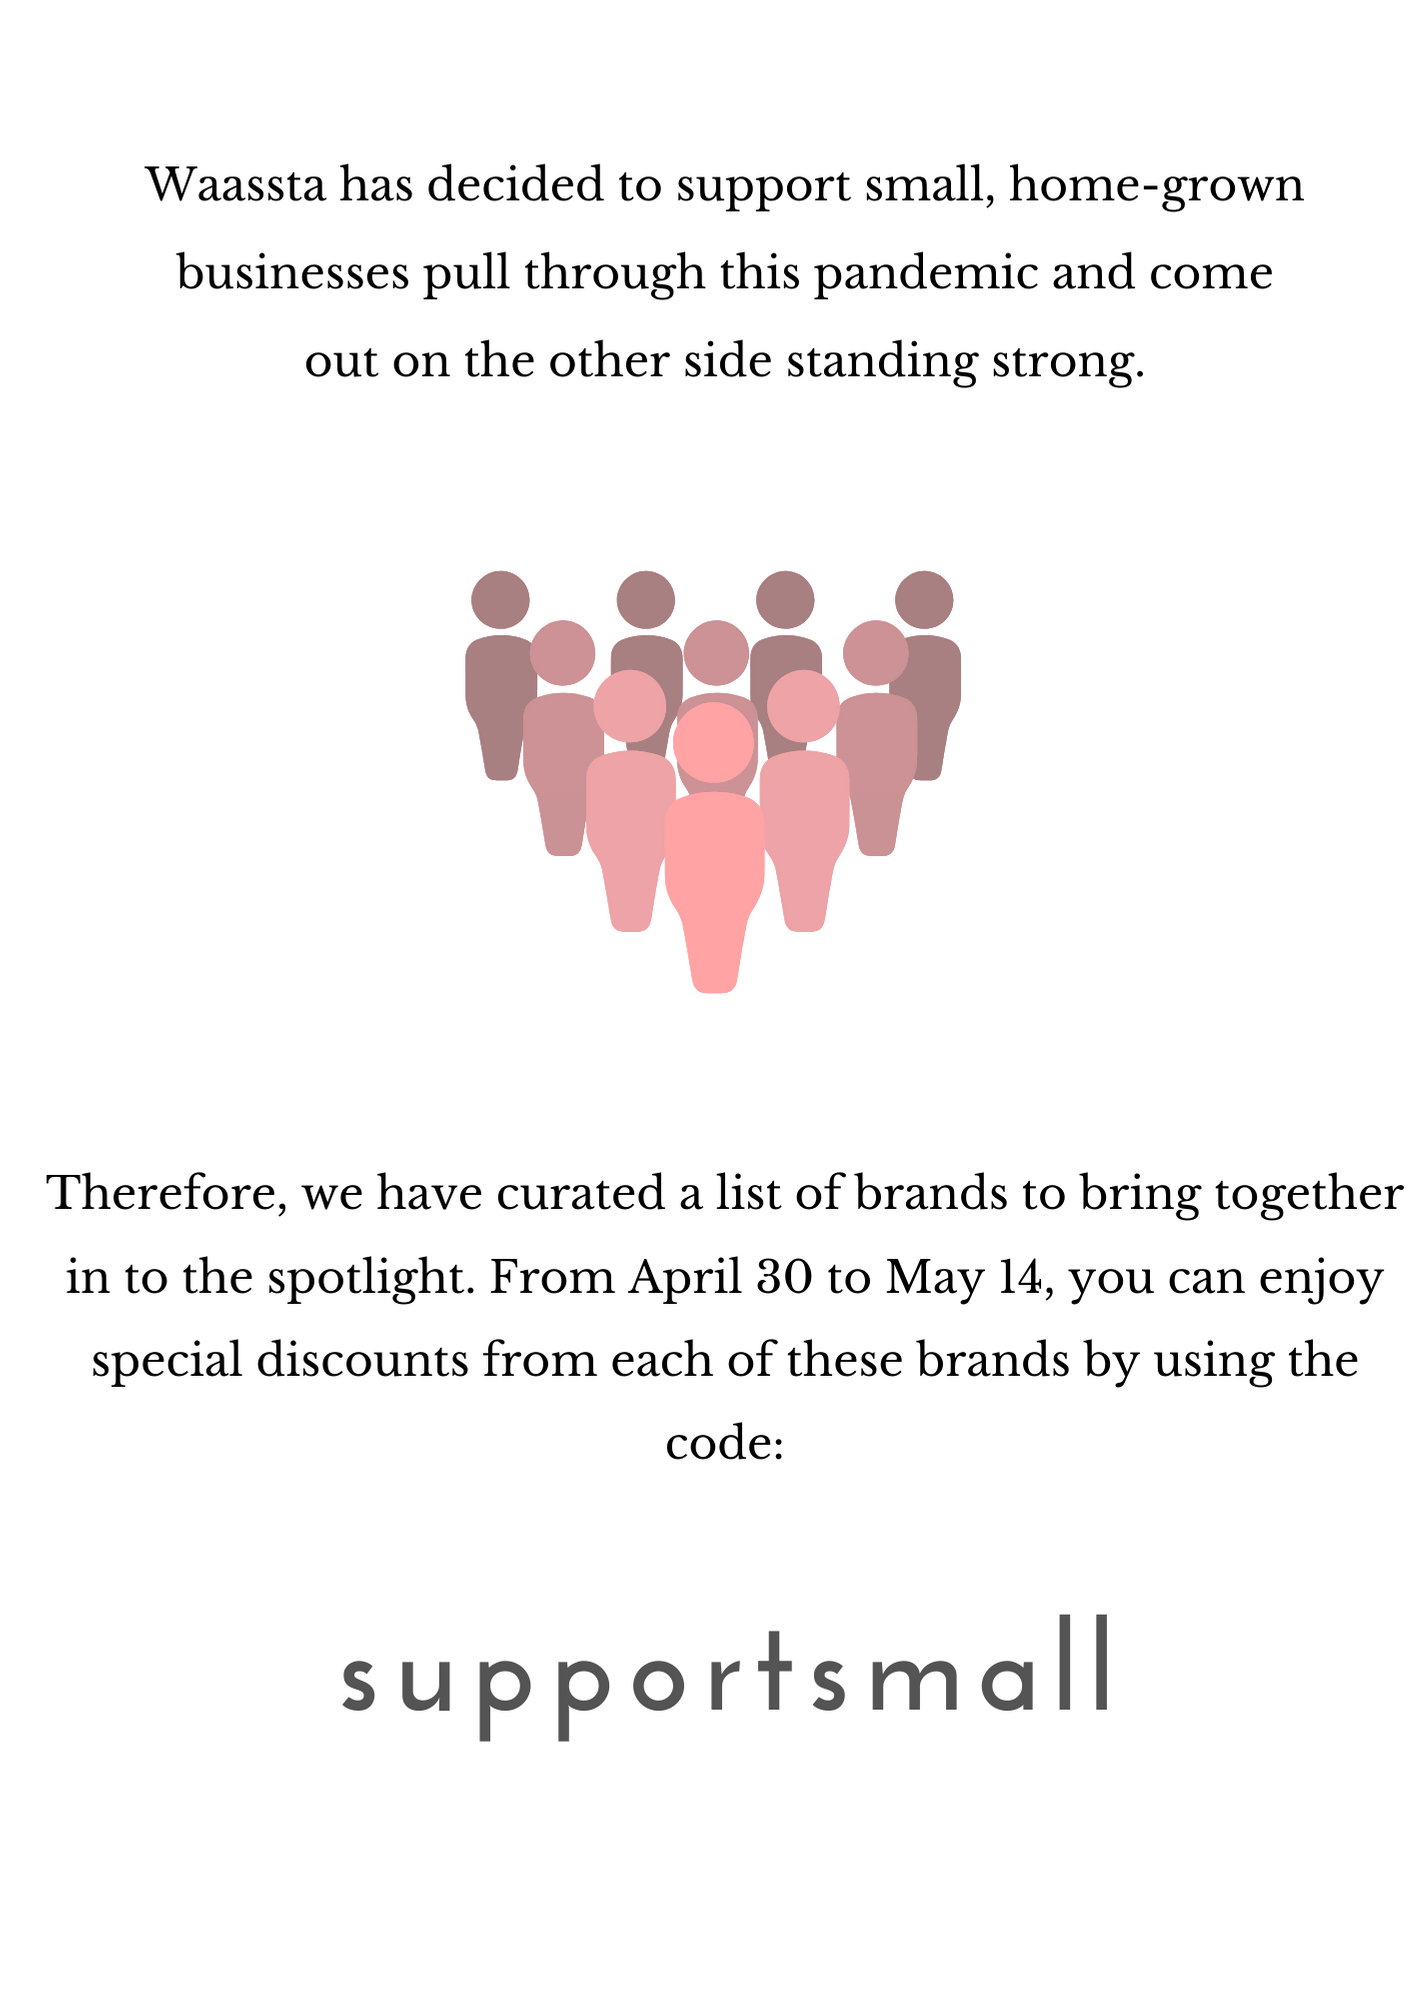 Waassta has decided to support small, home-grown
businesses pull through this pandemic and come
out on the other side standing strong.
Therefore, we have curated a list of brands to bring together
in to the spotlight. From April 30 to May 14, you can enjoy
special discounts from each of these brands by using the
code:
supportsmall